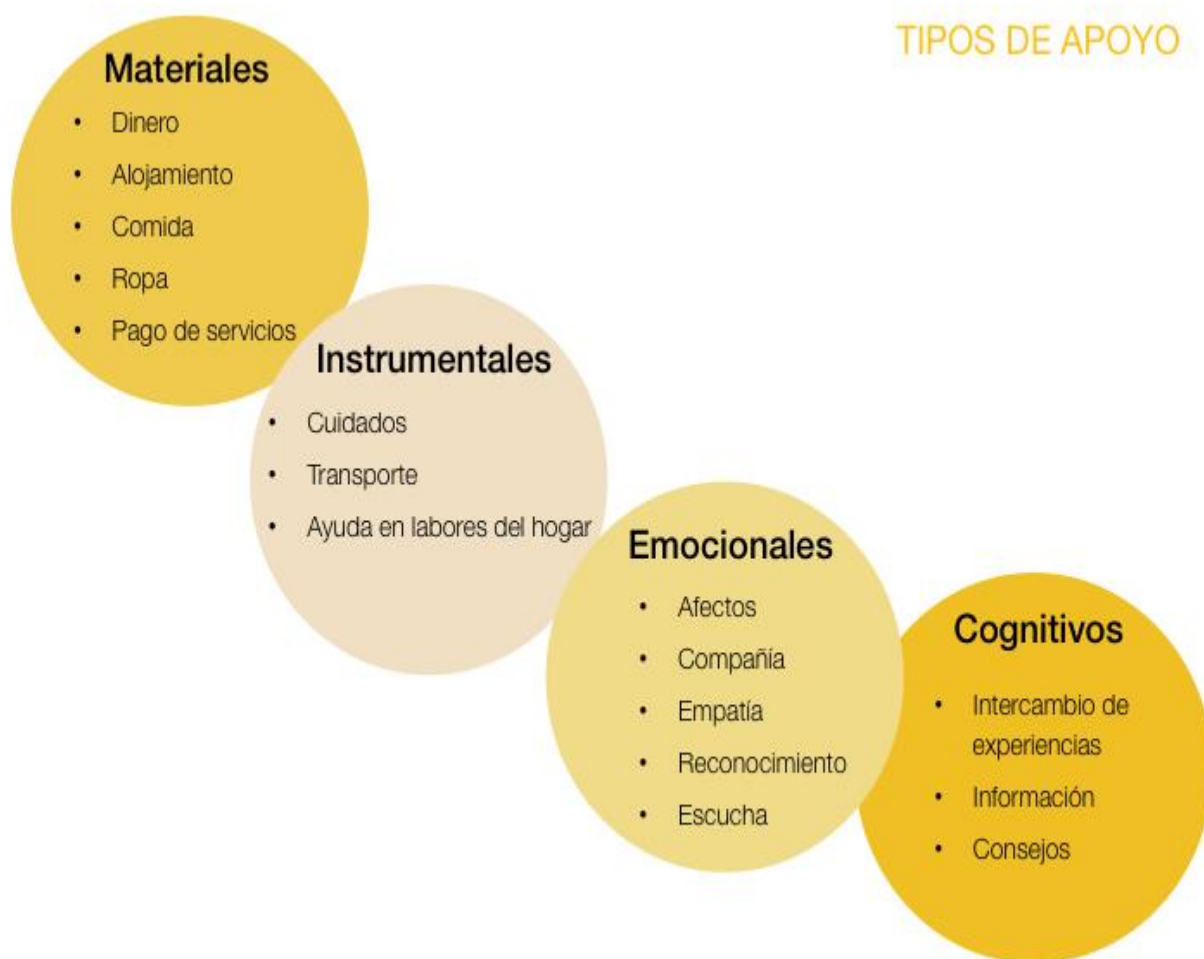 TIPOS DE APOYO
Materiales
• Dinero
• Alojamiento
• Comida
• Ropa
• Pago de servicios
Instrumentales
• Cuidados
• Transporte
• Ayuda en labores del hogar
Emocionales
• Afectos
• Compañía
• Empatía
• Reconocimiento
• Escucha
Cognitivos
• Intercambio de
experiencias
• Información
• Consejos